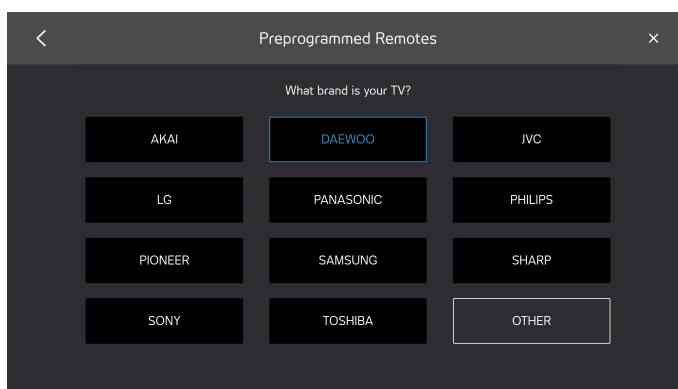 Preprogrammed Remotes
What brand is your TV?
AKAI DAEWOO JVC
LG PANASONIC PHILIPS
PIONEER SAMSUNG SHARP
SONY TOSHIBA OTHER